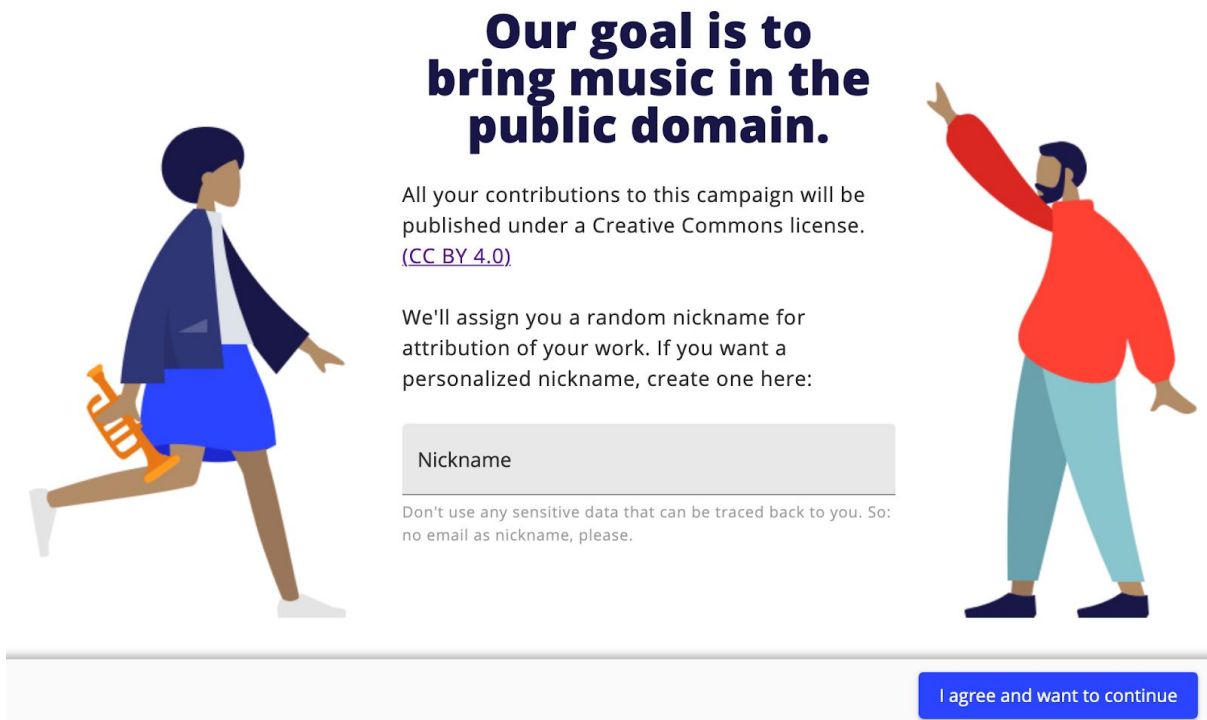 Our goal is to
bring music in the
public domain.
All your contributions to this campaign will be
published under a Creative Commons license.
(CC BY 4.0)
We'll assign you a random nickname for
attribution of your work. If you want a
personalized nickname, create one here:
Nickname
Don't use any sensitive data that can be traced back to you. So:
no email as nickname, please.
I agree and want to continue